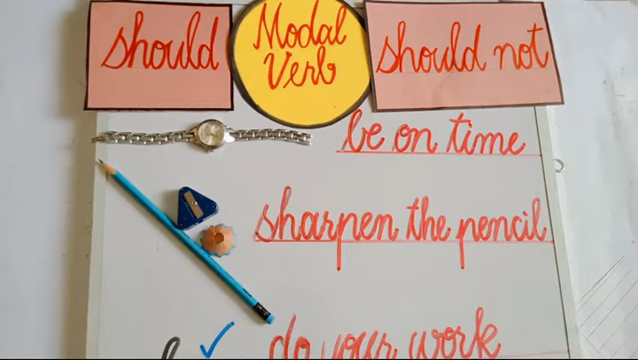 should
Modal
Verb
should not
be on time
sharpen the pencil
do your work